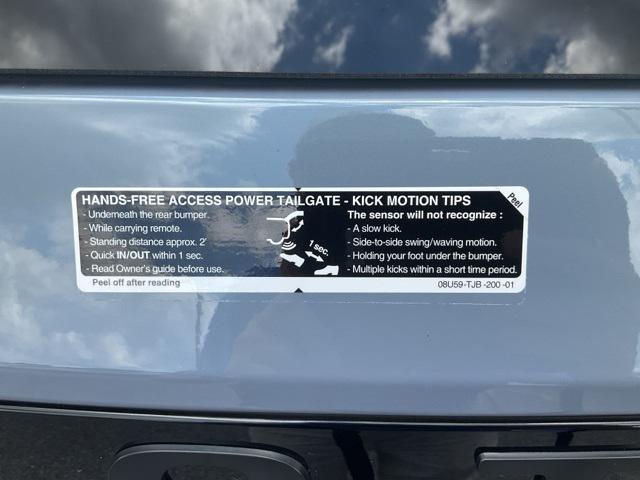 HANDS-FREE ACCESS POWER TAILGATE - KICK MOTION TIPS
Peel
- Underneath the rear bumper.
- While carrying remote.
- Standing distance approx. 2'
- Quick IN/OUT within 1 sec.
- Read Owner's guide before use.
1 sec.
The sensor will not recognize :
- A slow kick.
- Side-to-side swing/waving motion.
- Holding your foot under the bumper.
- Multiple kicks within a short time period.
Peel off after reading
08U59-TJB -200 -01